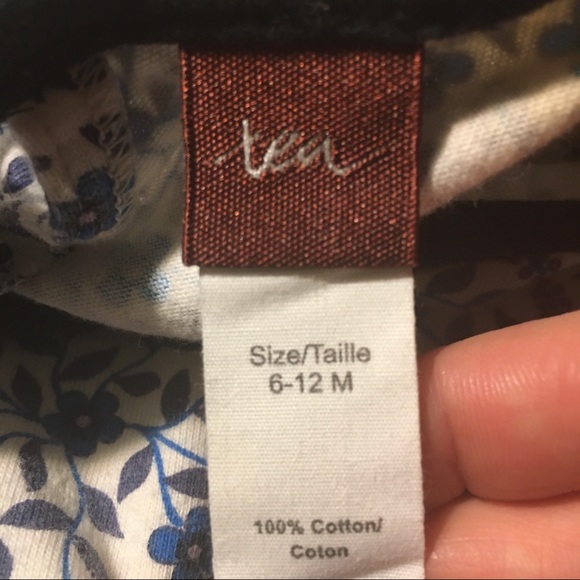 tea
Size/Taille
6-12 M
100% Cotton/
Coton